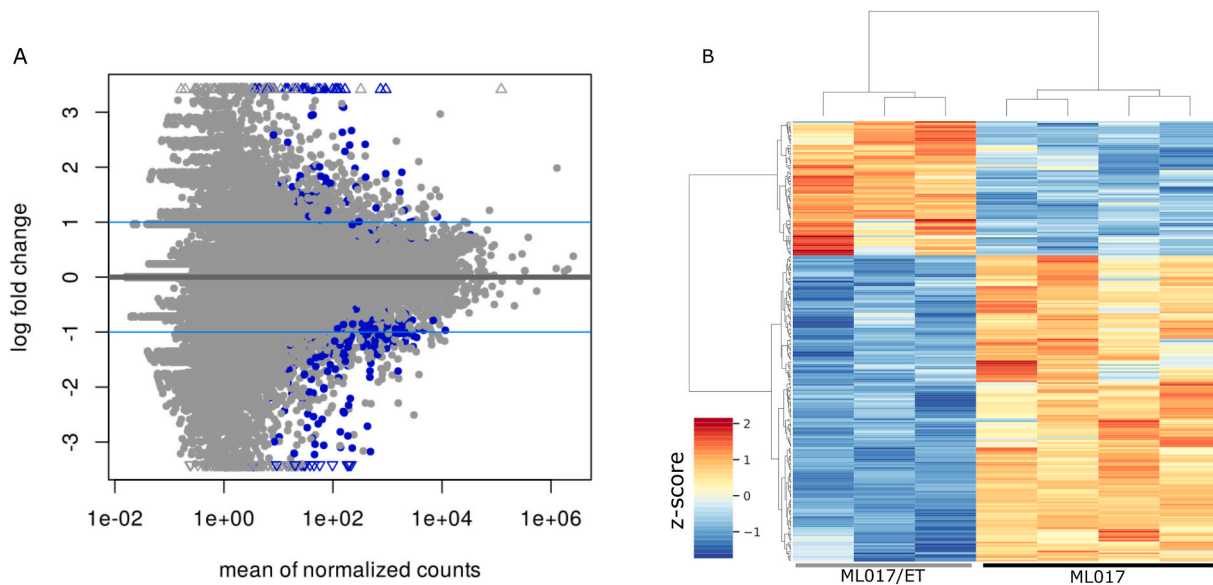 A
log fold change
3
2
1
0
-1
-2
-3
1e-02 1e+00 1e+02 1e+04 1e+06
mean of normalized counts
B
z-score
2
1
0
−1
ML017/ET ML017